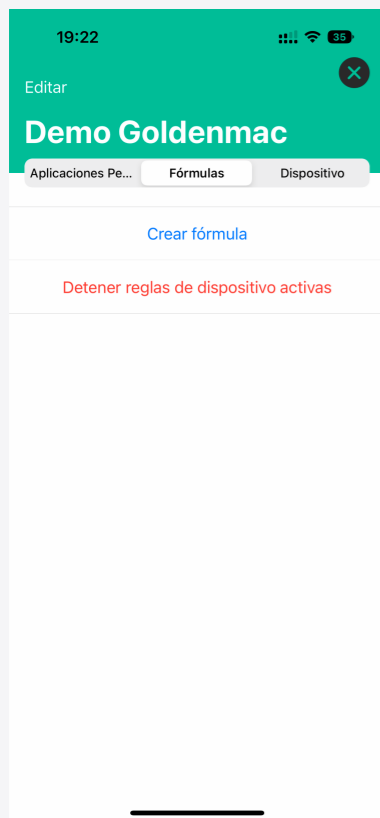 19:22
35
Editar
Demo Goldenmac
Aplicaciones Pe... Fórmulas Dispositivo
Crear fórmula
Detener reglas de dispositivo activas